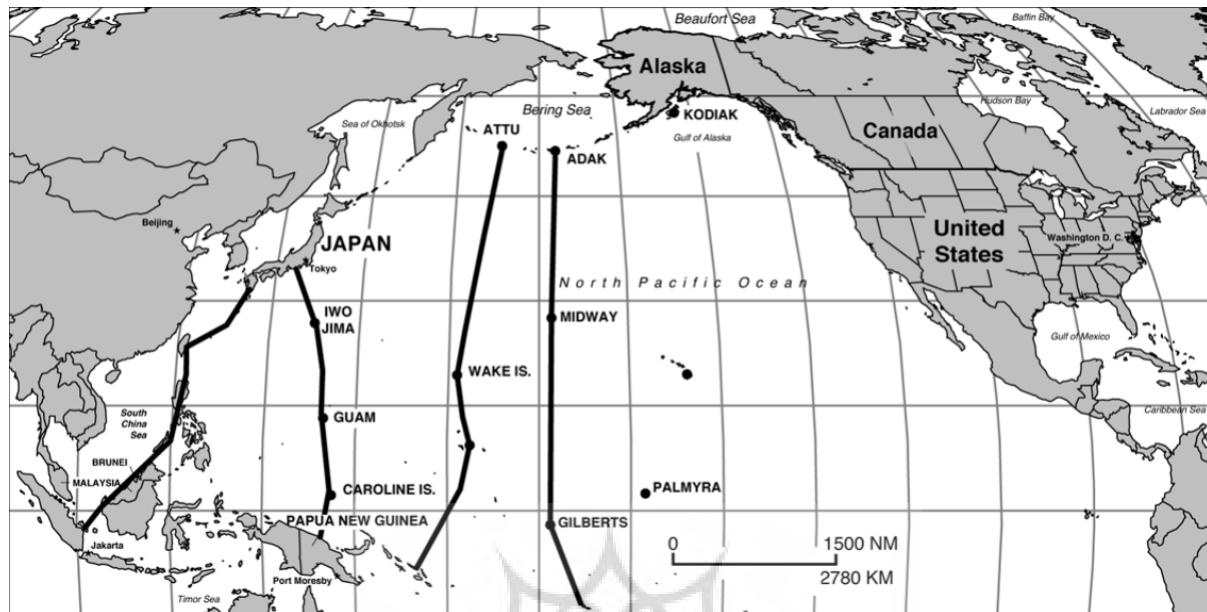 Beaufort Sea
Baffin Bay
Alaska
Bering Sea
Hudson Bay
Labrador Sea
KODIAK
Sea of Okhotsk
ATTU
Gulf of Alaska
Canada
ADAK
Beijing
JAPAN
United
States
Washington D. C.
Tokyo
North Pacific Ocean
IWO
JIMA
MIDWAY
Gulf of Mexico
WAKE IS.
South
China
Sea
GUAM
Caribbean Sea
BRUNEI
MALAYSIA
CAROLINE IS.
PALMYRA
PAPUA NEW GUINEA
GILBERTS
Jakarta
0
1500 NM
2780 KM
Port Moresby
Timor Sea